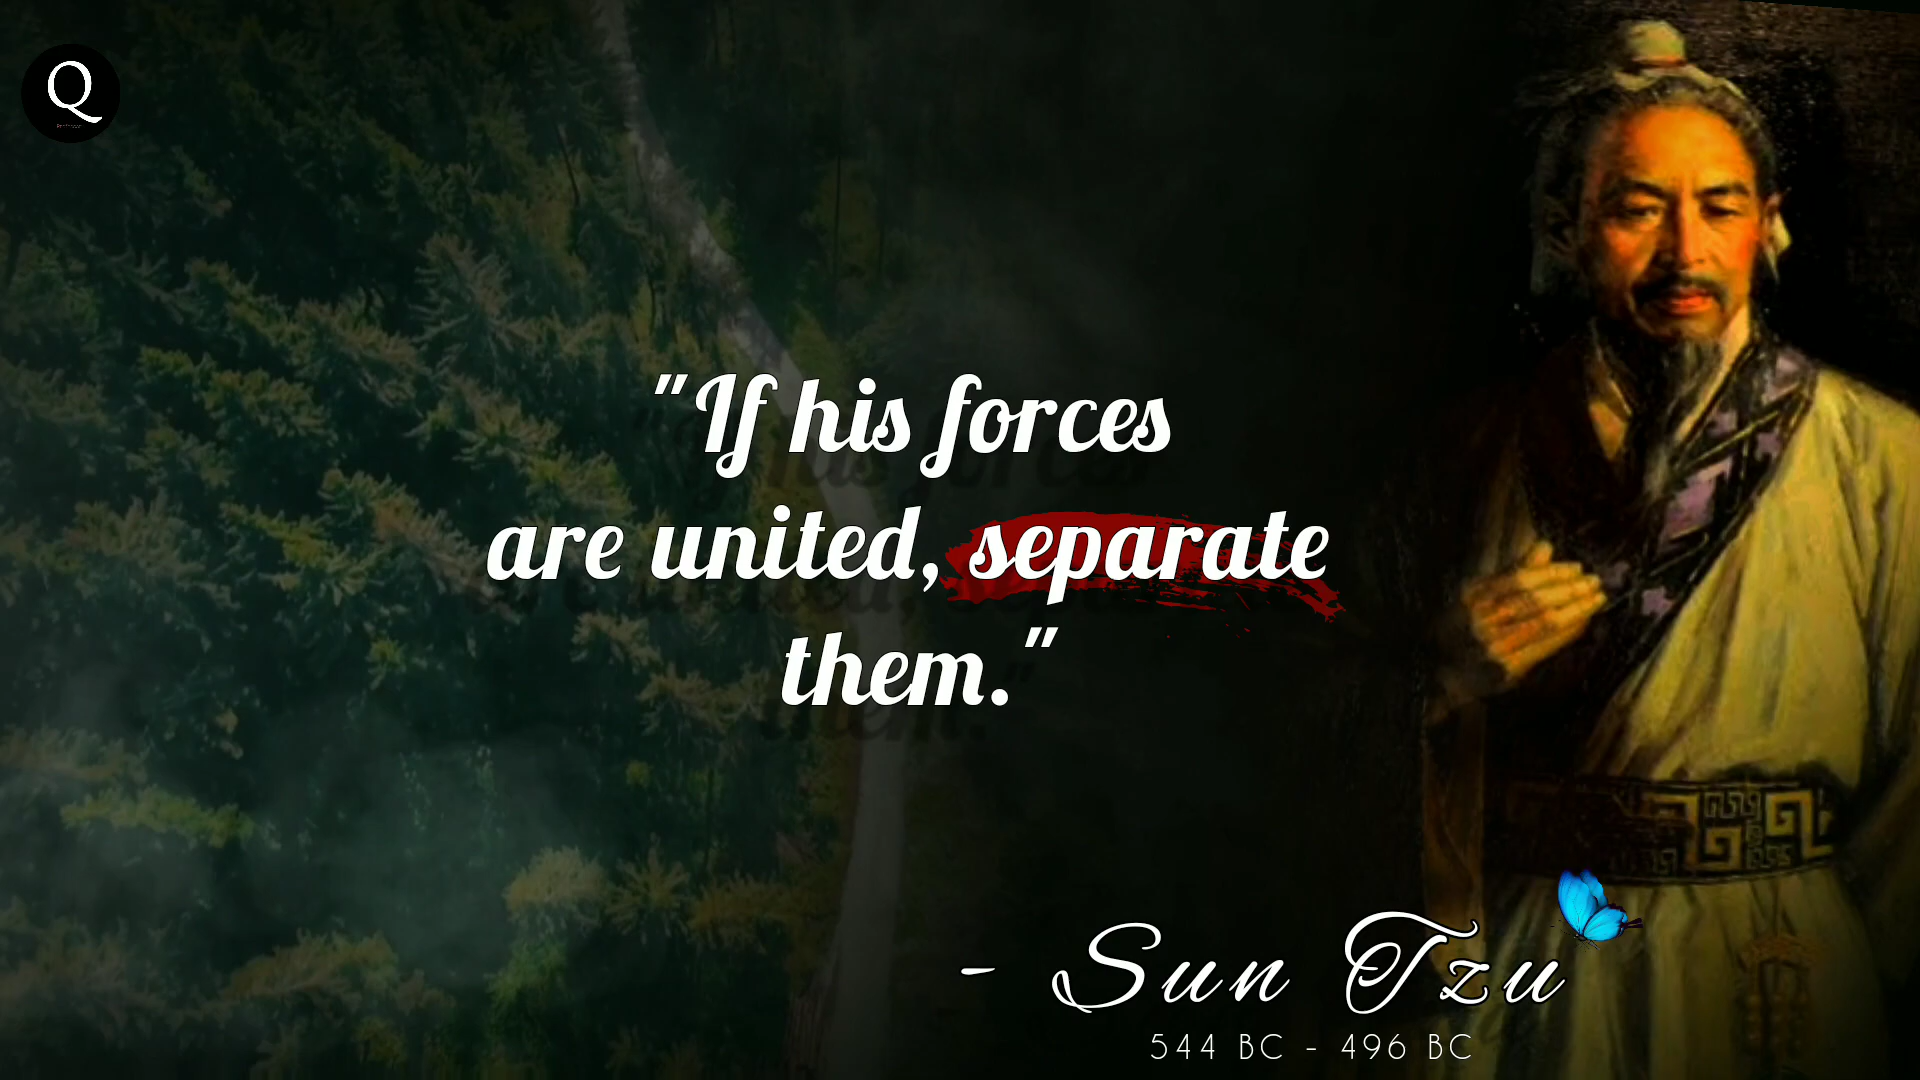 Q
"If his forces
are united, separate
them."
- Sun Tzu
544 BC - 496 BC